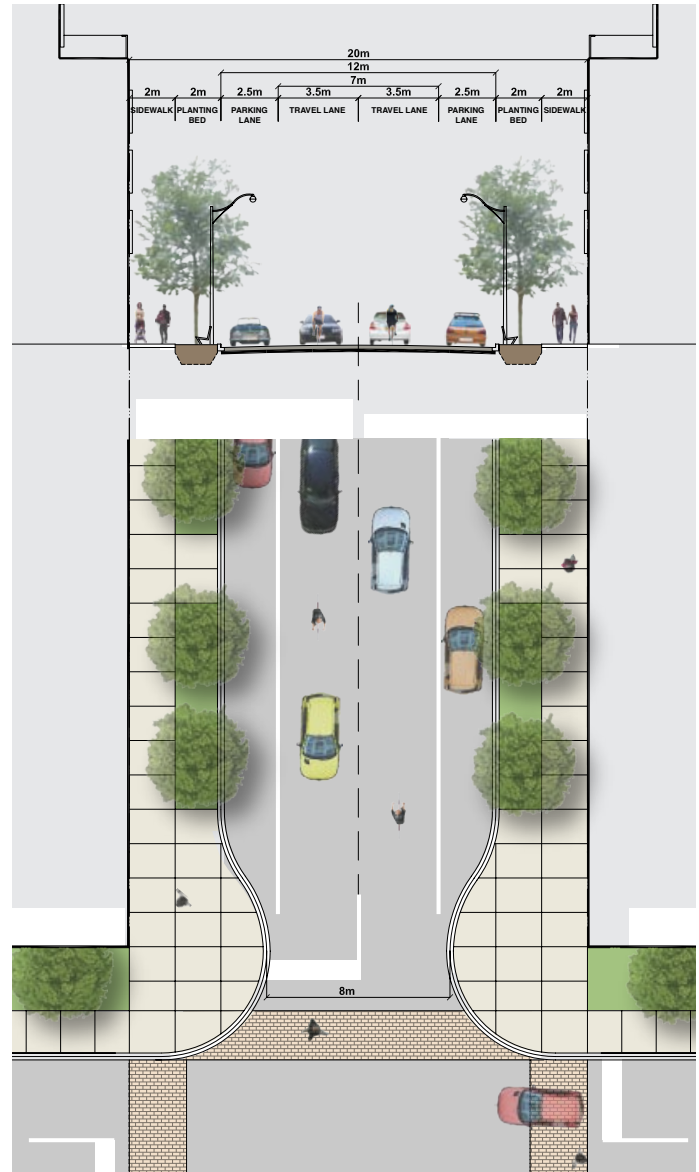 20m
12m
7m
2m 2m 2.5m 3.5m 3.5m 2.5m 2m 2m
SIDEWALK PLANTING PARKING TRAVEL LANE TRAVEL LANE PARKING PLANTING SIDEWALK
BED LANE LANE BED
8m